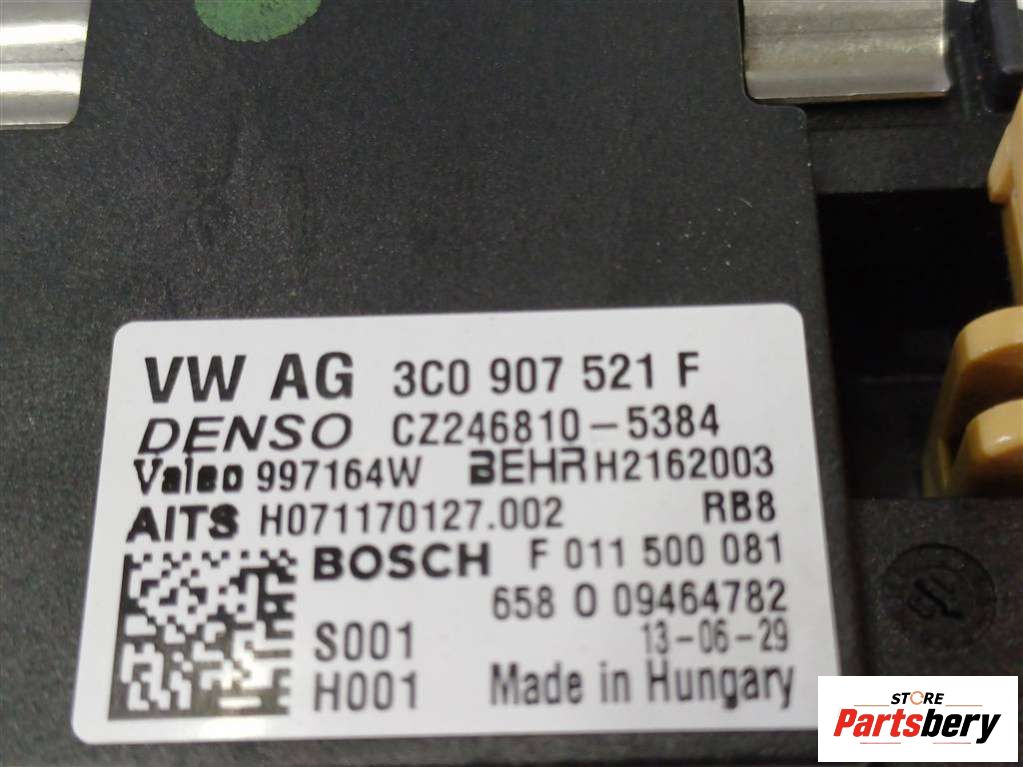 VW AG 3C0 907 521 F
DENSO CZ246810-5384
Valeo 997164W BEHR H2162003
AITS H071170127.002 RB8
BOSCH F 011 500 081
658 0 09464782
S001 13-06-29
H001 Made in Hungary
STORE
Partsbery